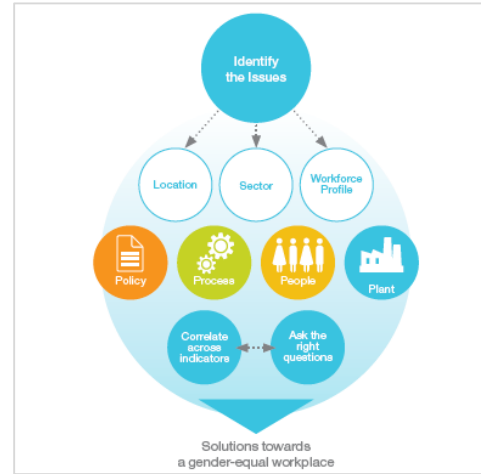 Identify
the Issues
Location
Sector
Workforce
Profile
Policy
Process
People
Plant
Correlate
across
indicators
Ask the
right
questions
Solutions towards
a gender-equal workplace